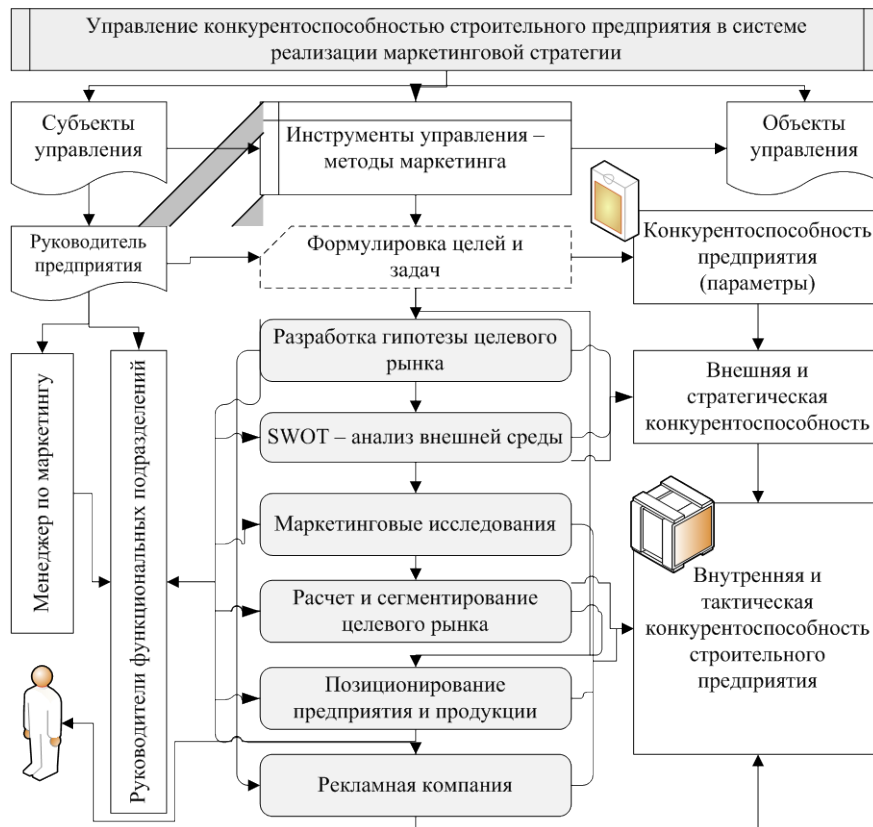 Управление конкурентоспособностью строительного предприятия в системе
реализации маркетинговой стратегии
Субъекты
управления
Инструменты управления –
методы маркетинга
Объекты
управления
Руководитель
предприятия
Формулировка целей и
задач
Конкурентоспособность
предприятия
(параметры)
Менеджер по маркетингу
Руководители функциональных подразделений
Разработка гипотезы целевого
рынка
Внешняя и
стратегическая
конкурентоспособность
SWOT – анализ внешней среды
Маркетинговые исследования
Расчет и сегментирование
целевого рынка
Внутренняя и
тактическая
конкурентоспособность
строительного
предприятия
Позиционирование
предприятия и продукции
Рекламная компания